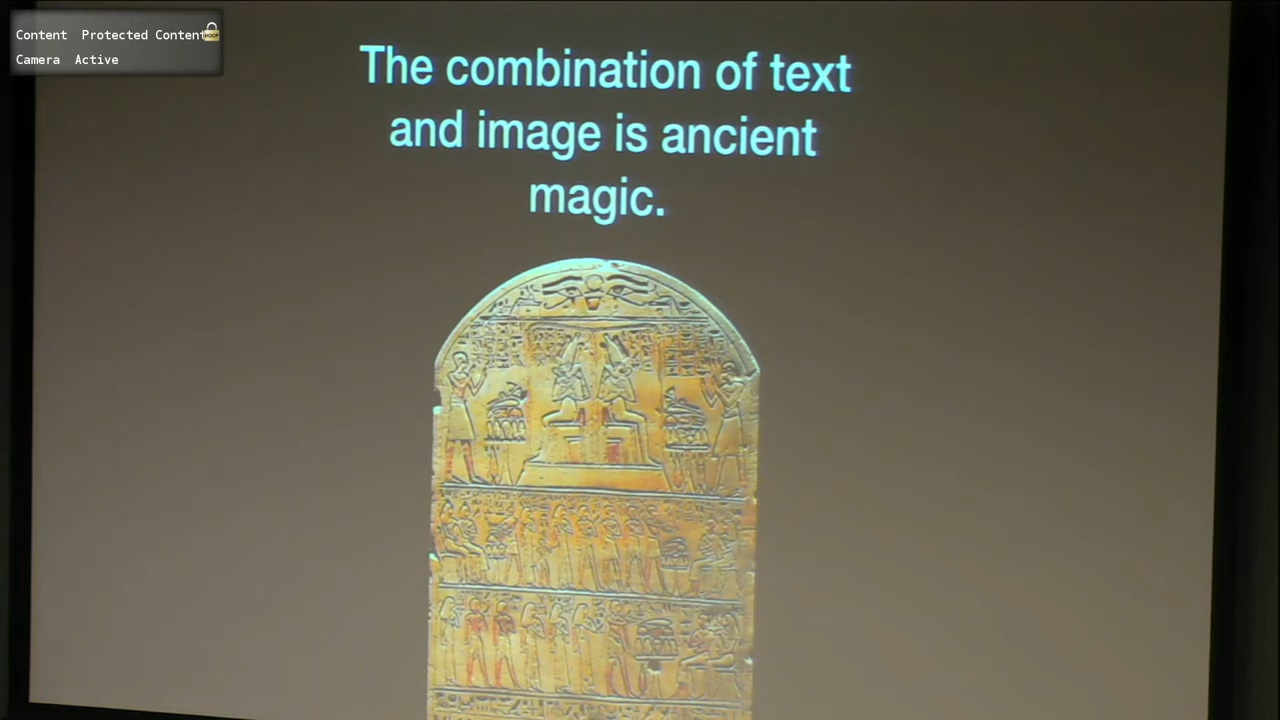 Content Protected Content
Camera Active
The combination of text
and image is ancient
magic.